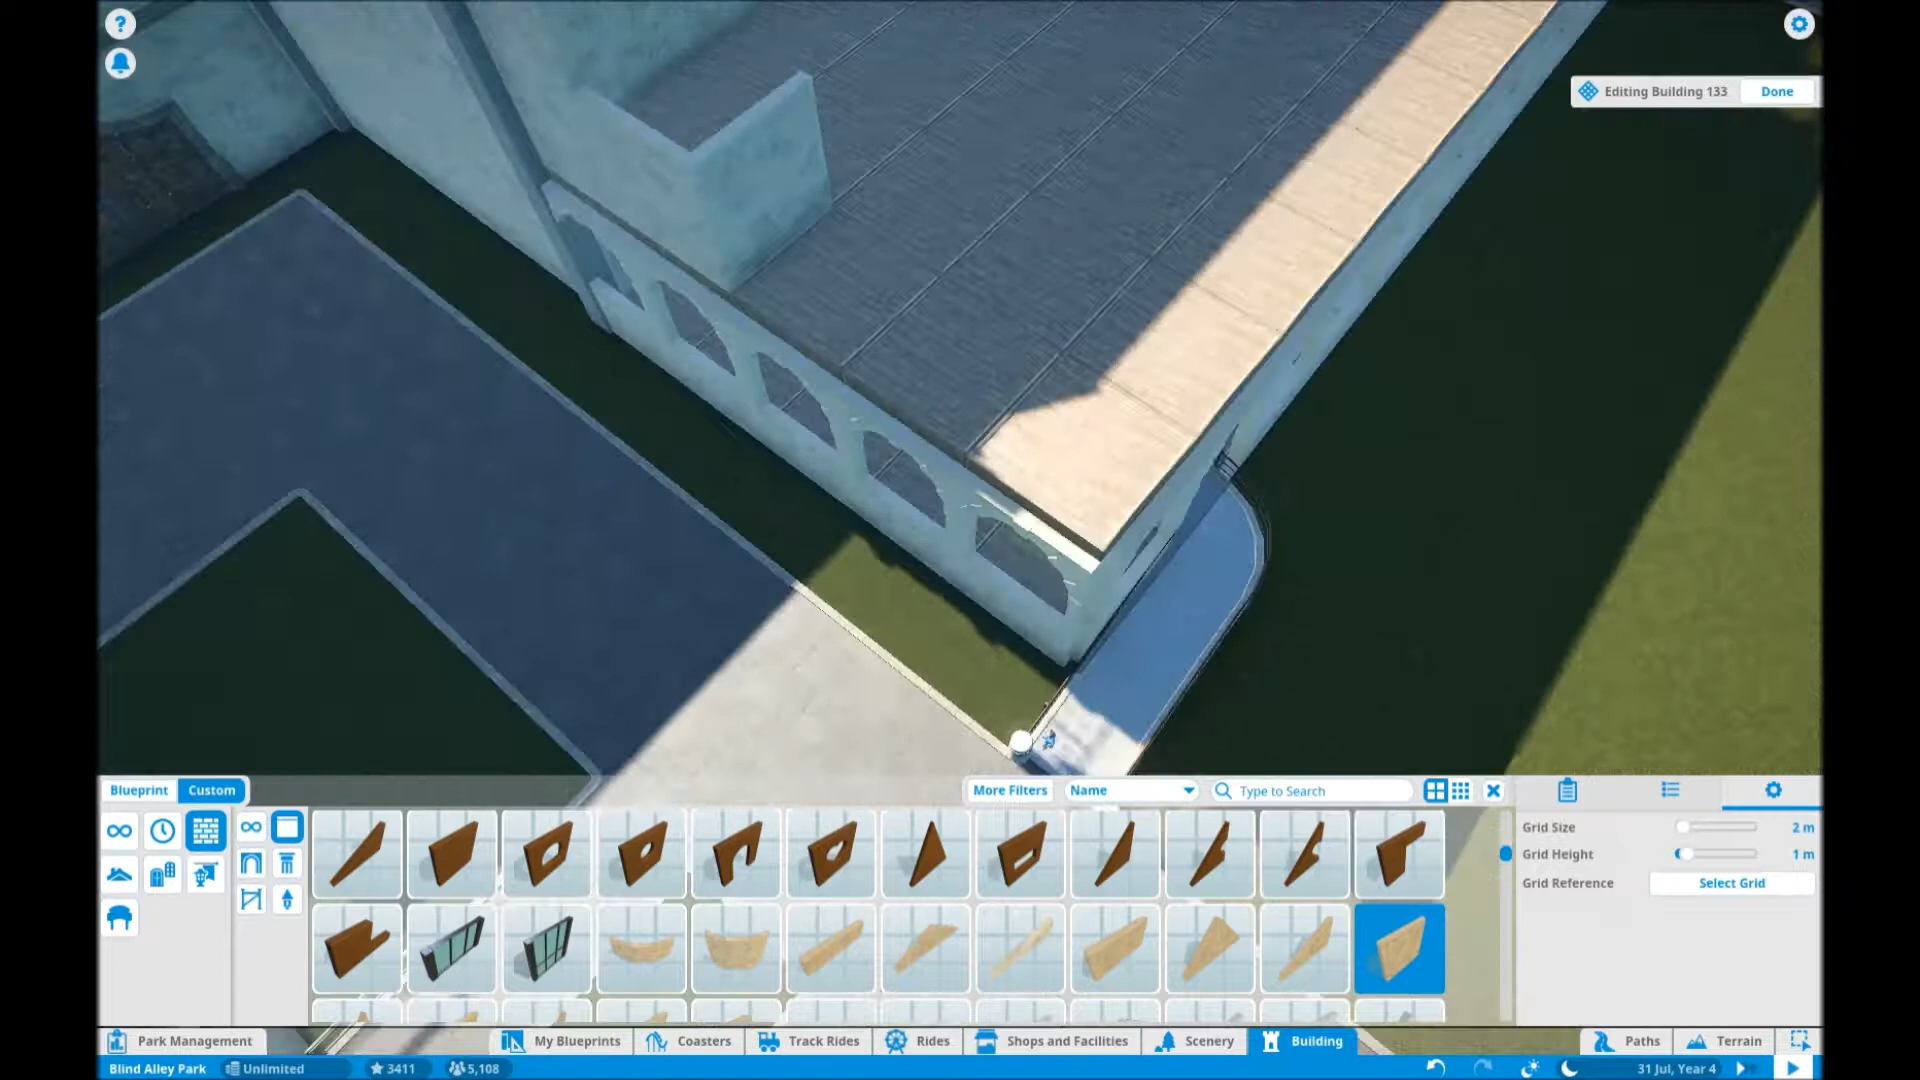 ?
Editing Building 133 Done
Blueprint Custom More Filters Name Type to Search
Grid Size 2 m
Grid Height 1 m
Grid Reference Select Grid
Park Management My Blueprints Coasters Track Rides Rides Shops and Facilities Scenery Building Paths Terrain
Blind Alley Park Unlimited 3411 5,108 31 Jul, Year 4